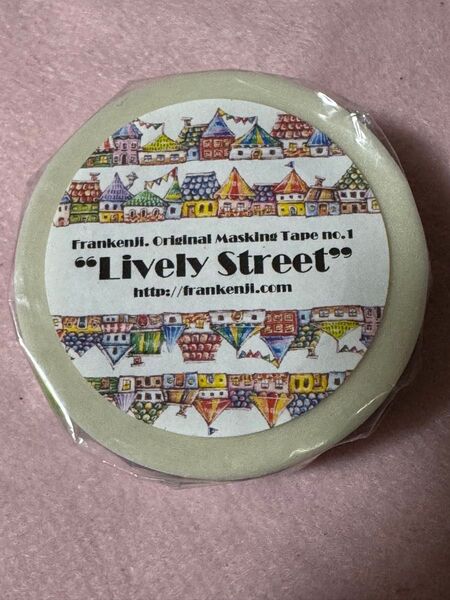 Frankenji. Original Masking Tape no.1
“Lively Street”
http://frankenji.com